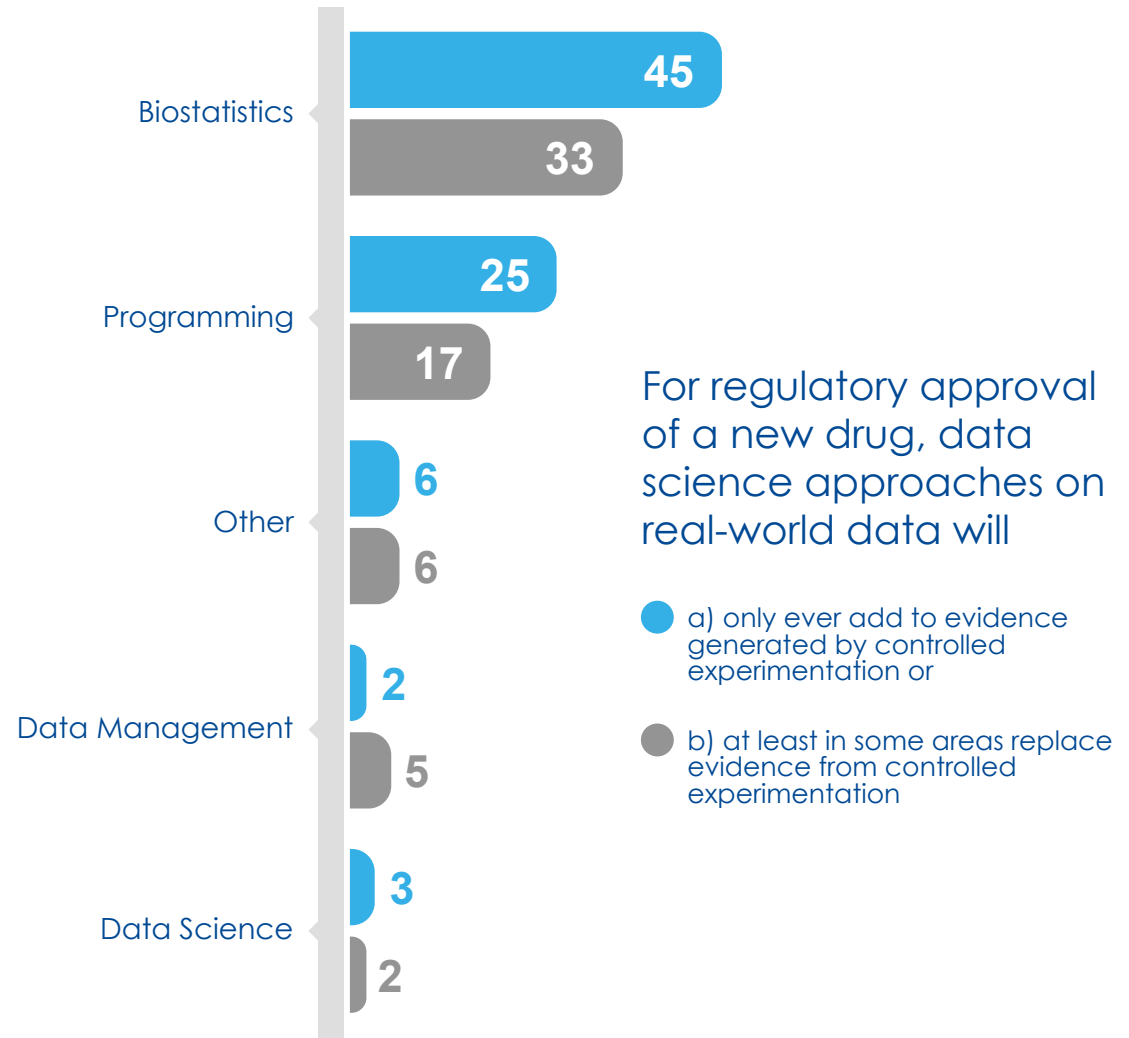 Biostatistics
45
33
Programming
25
17
Other
6
6
Data Management
2
5
Data Science
3
2
For regulatory approval
of a new drug, data
science approaches on
real-world data will
a) only ever add to evidence
generated by controlled
experimentation or
b) at least in some areas replace
evidence from controlled
experimentation